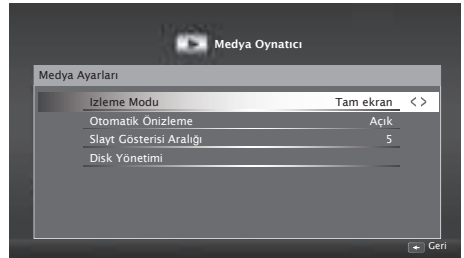 Medya Oynatıcı
Medya Ayarları
Izleme Modu Tam ekran < >
Otomatik Önizleme Açık
Slayt Gösterisi Aralığı 5
Disk Yönetimi
Geri